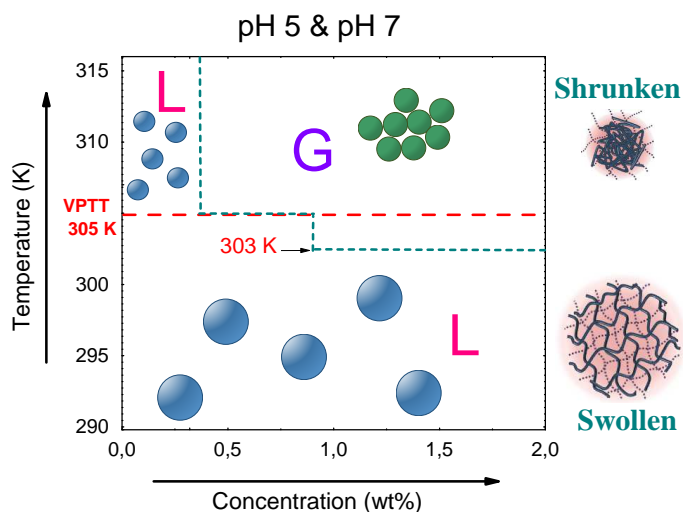 pH 5 & pH 7
315
310
VPTT
305 K
300
295
290
Temperature (K)
L
G
303 K
L
0,0
0,5
1,0
1,5
2,0
Concentration (wt%)
Shrunken
Swollen